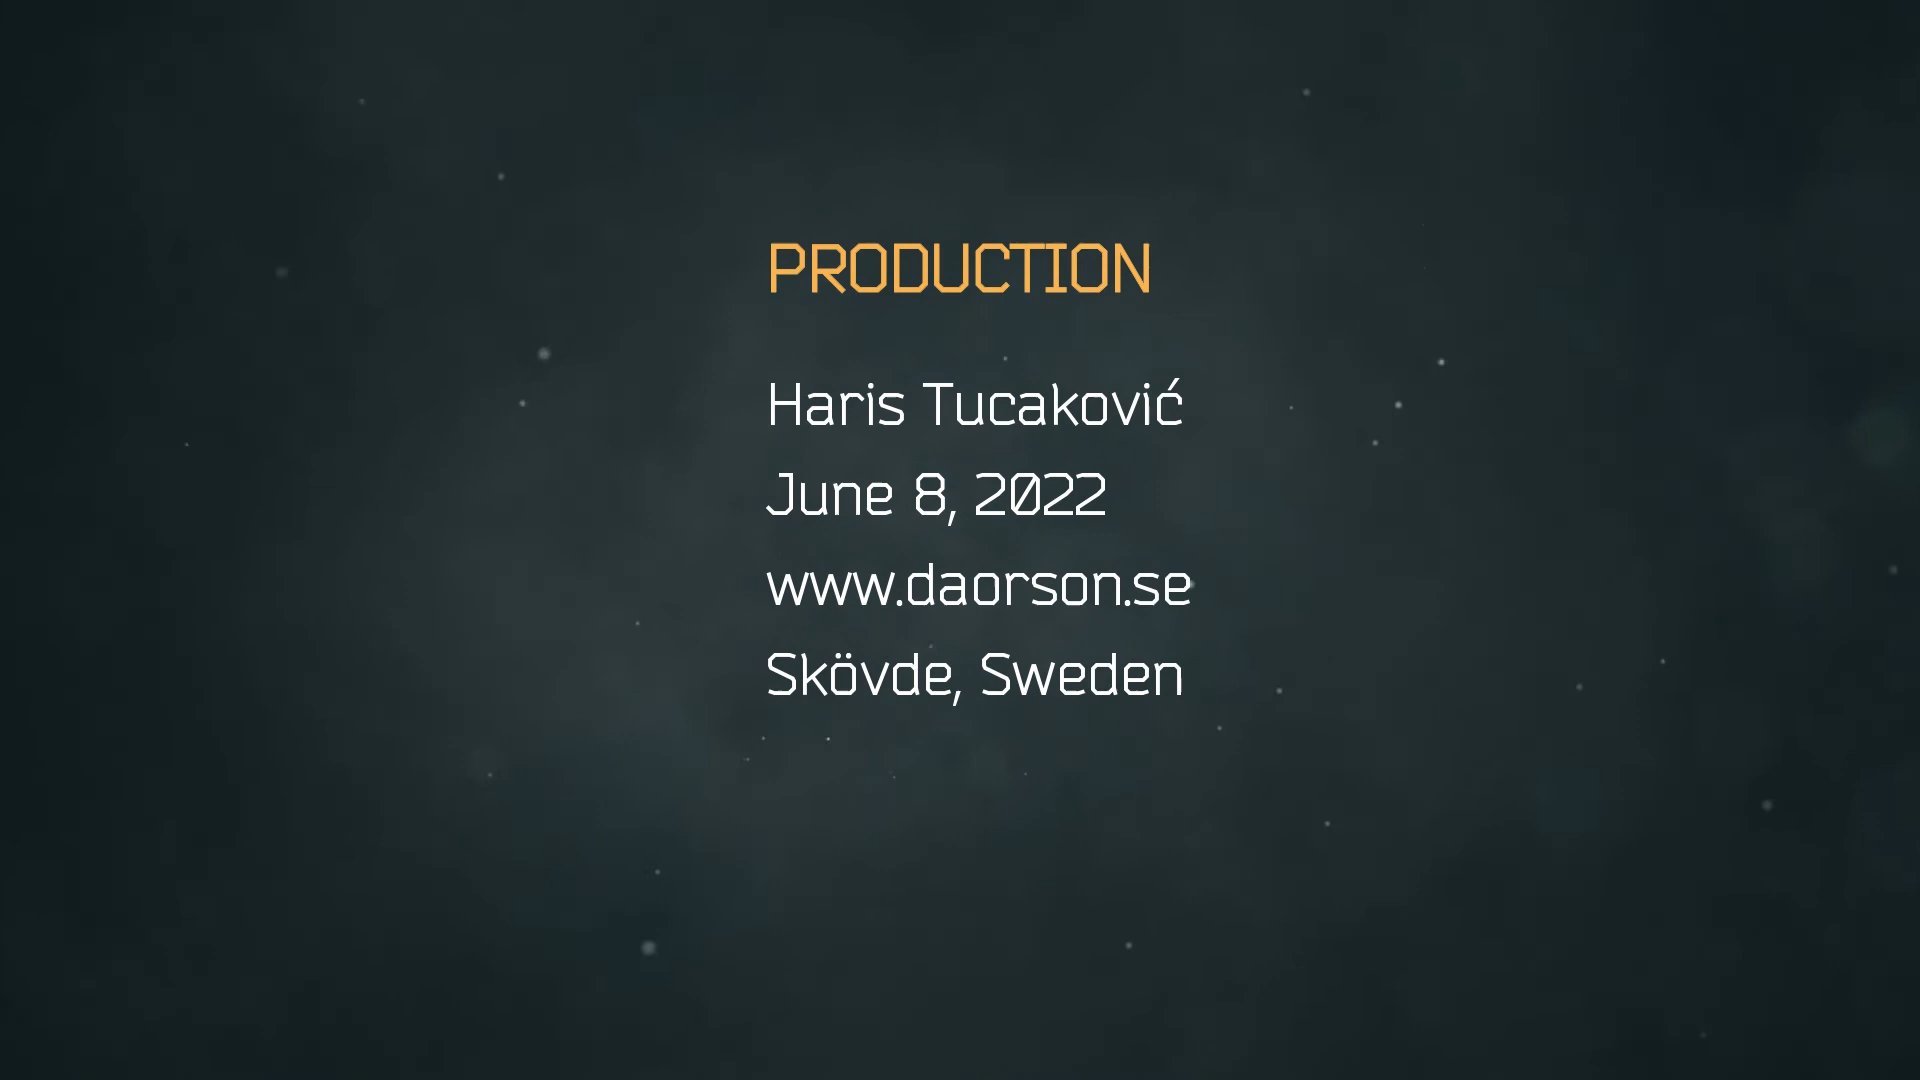 PRODUCTION
Haris Tucaković
June 8, 2022
www.daorson.se
Skövde, Sweden